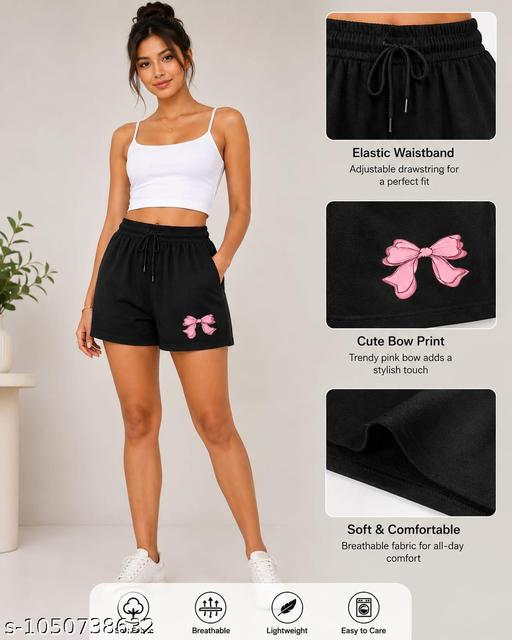 Elastic Waistband
Adjustable drawstring for
a perfect fit
Cute Bow Print
Trendy pink bow adds a
stylish touch
Soft & Comfortable
Breathable fabric for all-day
comfort
Breathable
Lightweight
Easy to Care
s-1050738632